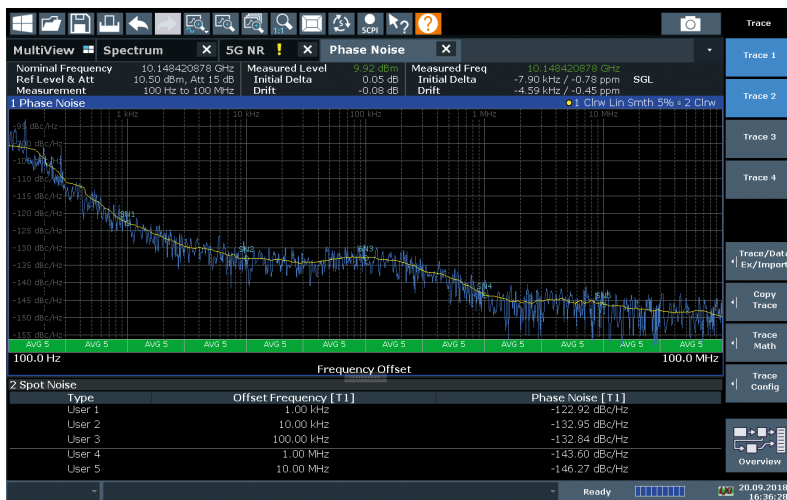 SCPI
Trace
MultiView Spectrum X 5G NR ! X Phase Noise X
Nominal Frequency 10.148420878 GHz Measured Level 9.92 dBm Measured Freq 10.148420878 GHz
Ref Level & Att 10.50 dBm, Att 15 dB Initial Delta 0.05 dB Initial Delta -7.90 kHz / -0.78 ppm SGL
Measurement 100 Hz to 100 MHz Drift -0.08 dB Drift -4.59 kHz / -0.45 ppm
1 Phase Noise 1 Clrw Lin Smth 5% 2 Clrw
1 kHz 10 kHz 100 kHz 1 MHz 10 MHz
-95 dBc/Hz
-100 dBc/Hz
-105 dBc/Hz
-110 dBc/Hz
-115 dBc/Hz
-120 dBc/Hz
-125 dBc/Hz
-130 dBc/Hz
-135 dBc/Hz
-140 dBc/Hz
-145 dBc/Hz
-150 dBc/Hz
-155 dBc/Hz
SN1
SN2
SN3
SN4
SN5
AVG 5 AVG 5 AVG 5 AVG 5 AVG 5 AVG 5 AVG 5 AVG 5 AVG 5 AVG 5 AVG 5 AVG 5
100.0 Hz 100.0 MHz
Frequency Offset
2 Spot Noise
Type Offset Frequency [T1] Phase Noise [T1]
User 1 1.00 kHz -122.92 dBc/Hz
User 2 10.00 kHz -132.95 dBc/Hz
User 3 100.00 kHz -132.84 dBc/Hz
User 4 1.00 MHz -143.60 dBc/Hz
User 5 10.00 MHz -146.27 dBc/Hz
Trace 1
Trace 2
Trace 3
Trace 4
Trace/Data
Ex/Import
Copy
Trace
Trace
Math
Trace
Config
Overview
Ready
20.09.2018
16:36:28